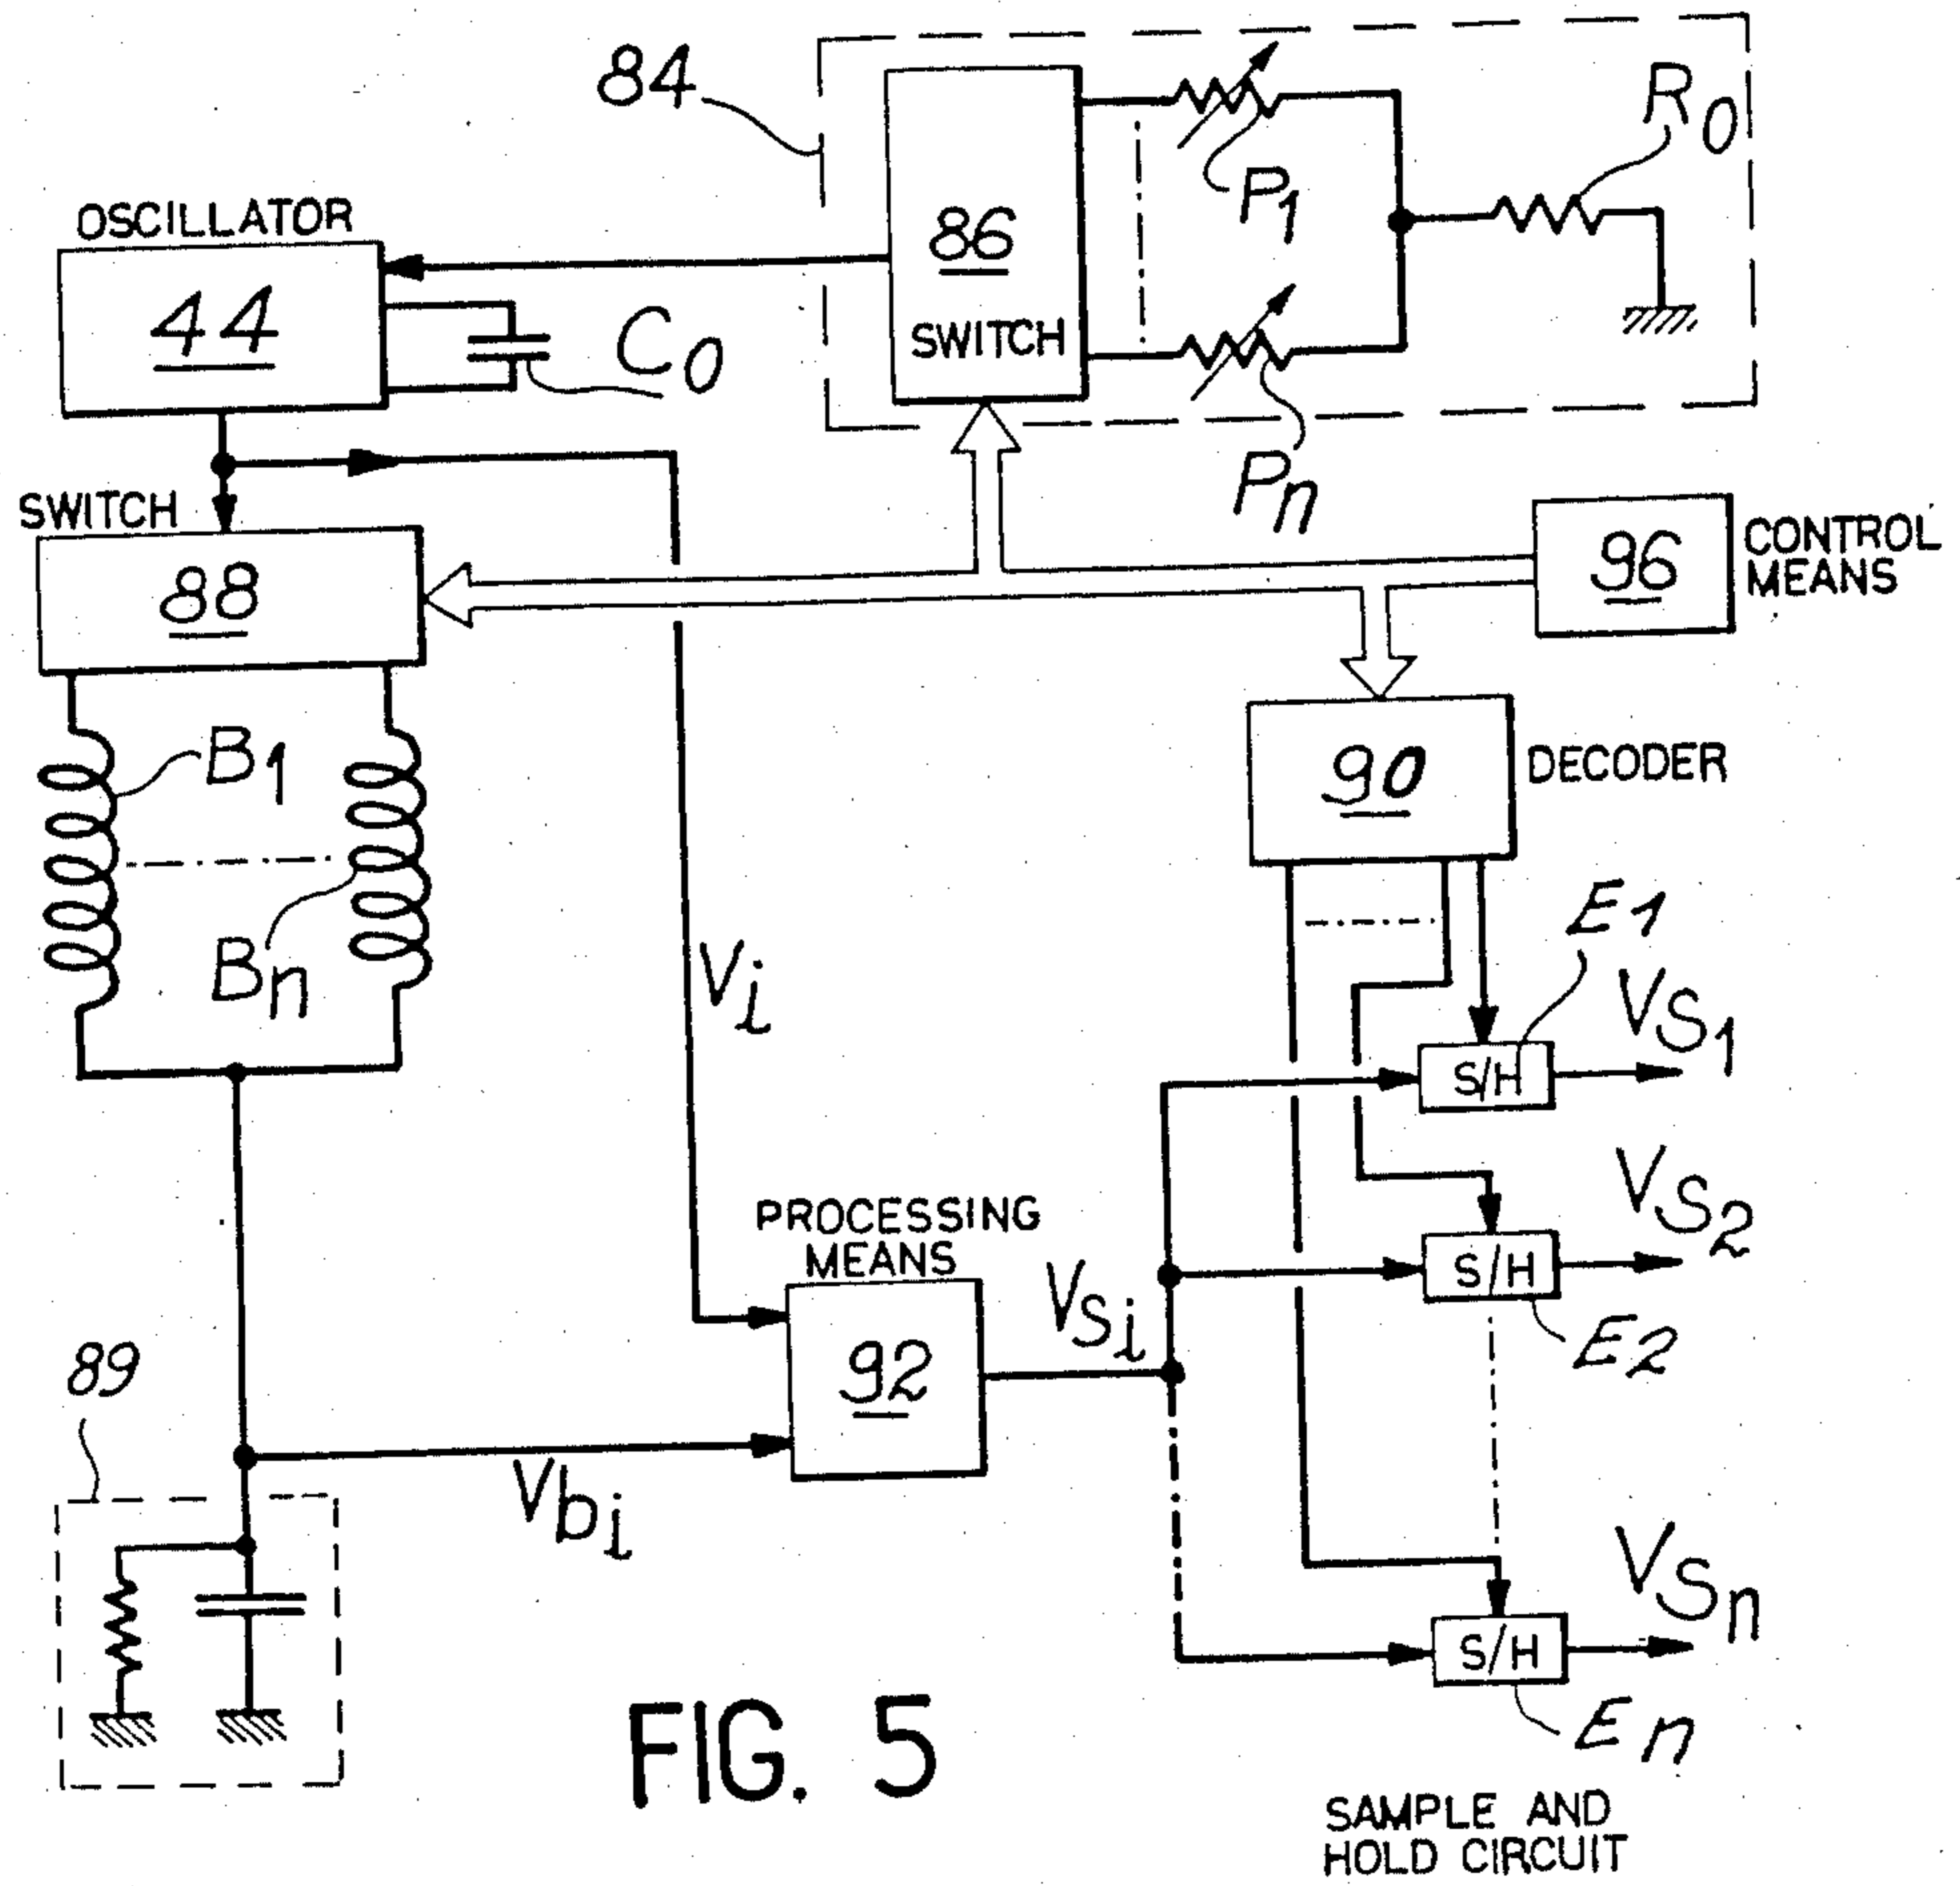 84
R0
P1
OSCILLATOR
86
44
SWITCH
C0
Pn
SWITCH
88
96
CONTROL
MEANS
B1
90
DECODER
E1
Bn
Vi
VS1
S/H
PROCESSING
MEANS
VS2
S/H
VSi
E2
89
92
Vbi
VSn
S/H
En
FIG. 5
SAMPLE AND
HOLD CIRCUIT